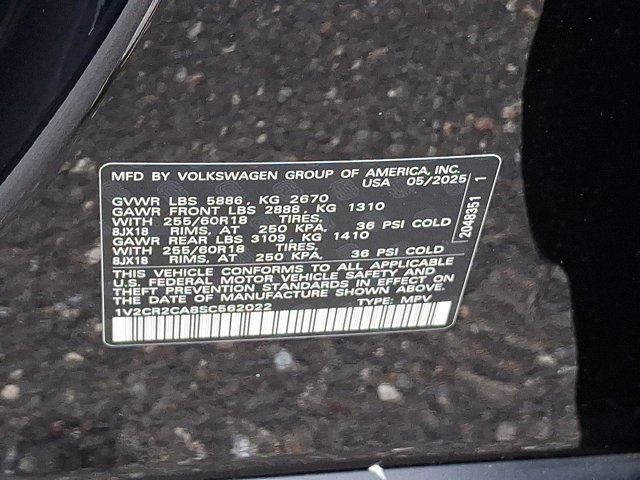 MFD BY VOLKSWAGEN GROUP OF AMERICA, INC.
USA 05/2025
GVWR LBS 5886, KG 2670
GAWR FRONT LBS 2888, KG 1310
WITH 255/60R18 TIRES,
8JX18 RIMS, AT 250 KPA, 36 PSI COLD
GAWR REAR LBS 3109, KG 1410
WITH 255/60R18 TIRES,
8JX18 RIMS, AT 250 KPA, 36 PSI COLD
THIS VEHICLE CONFORMS TO ALL APPLICABLE
U.S. FEDERAL MOTOR VEHICLE SAFETY AND
THEFT PREVENTION STANDARDS IN EFFECT ON
THE DATE OF MANUFACTURE SHOWN ABOVE.
1V2CR2CA8SC562022 TYPE: MPV
2048351 1